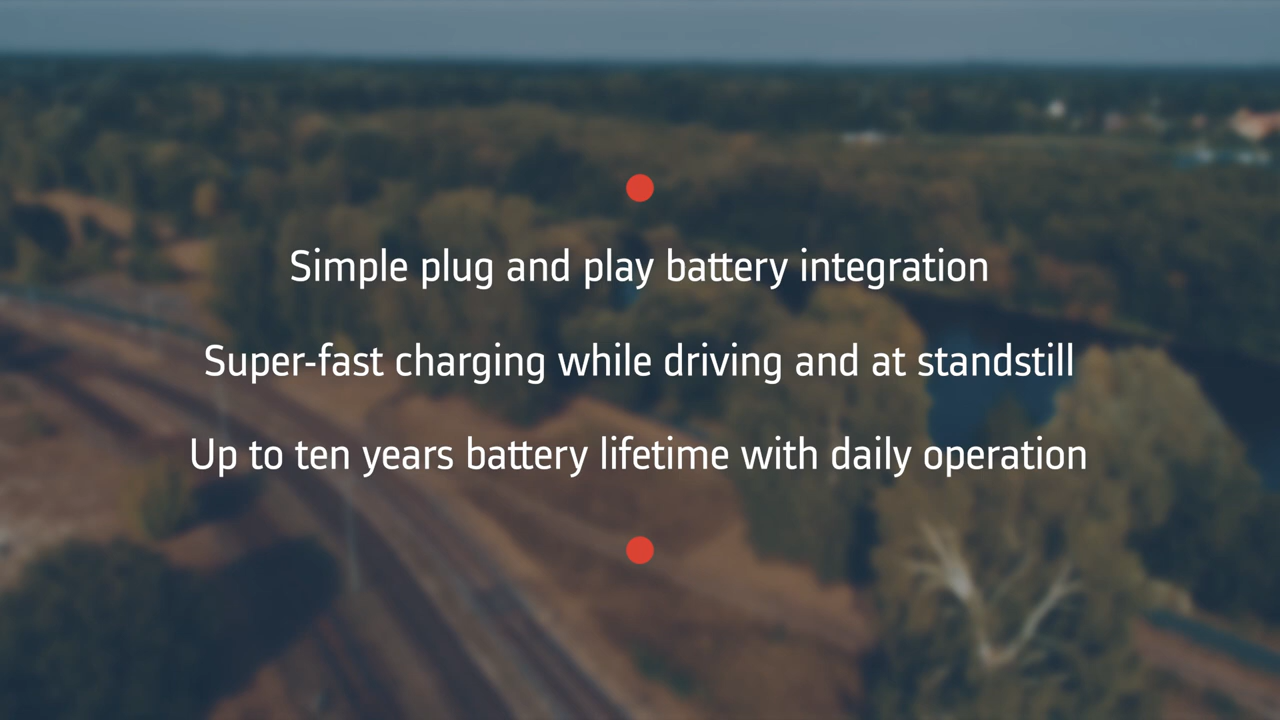 Simple plug and play battery integration
Super-fast charging while driving and at standstill
Up to ten years battery lifetime with daily operation